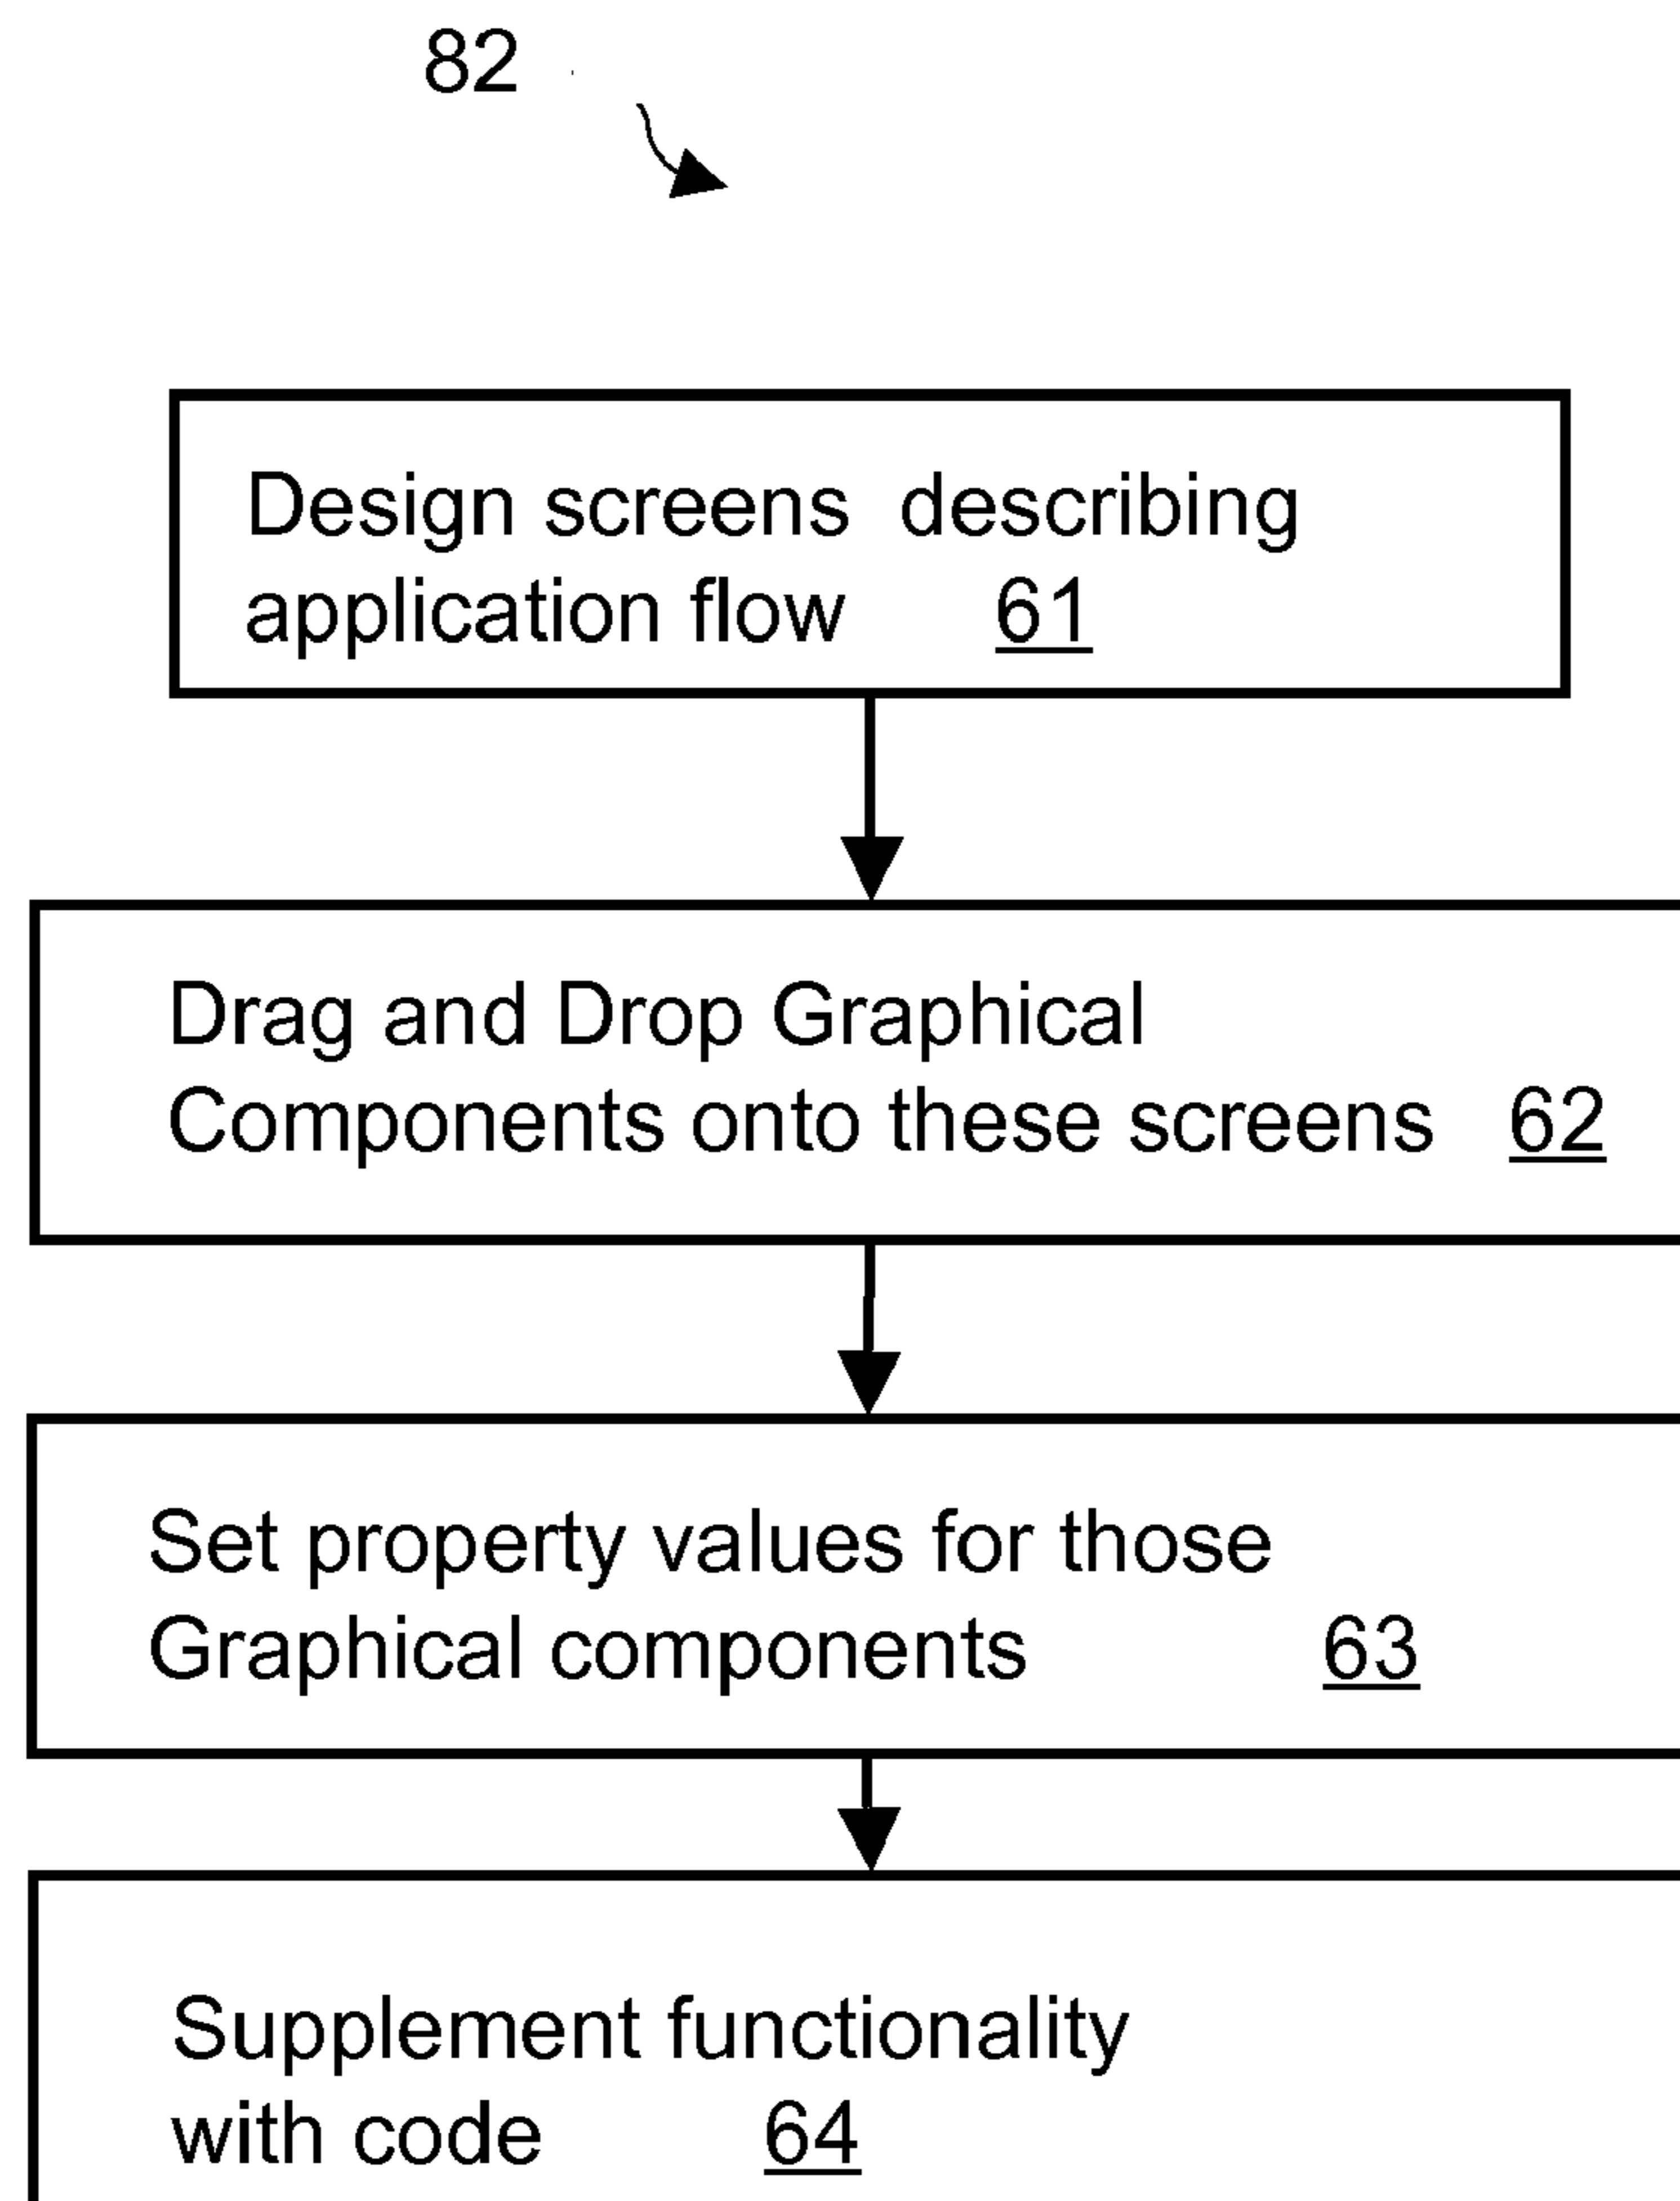 82
Design screens describing
application flow 61
Drag and Drop Graphical
Components onto these screens 62
Set property values for those
Graphical components 63
Supplement functionality
with code 64